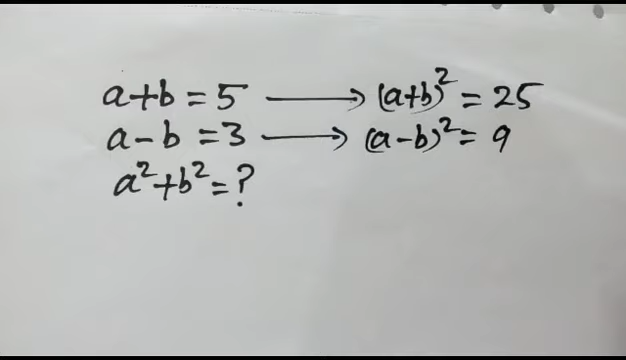 a+b=5 ⟶ (a+b)²=25
a-b=3 ⟶ (a-b)²=9
a²+b²=?